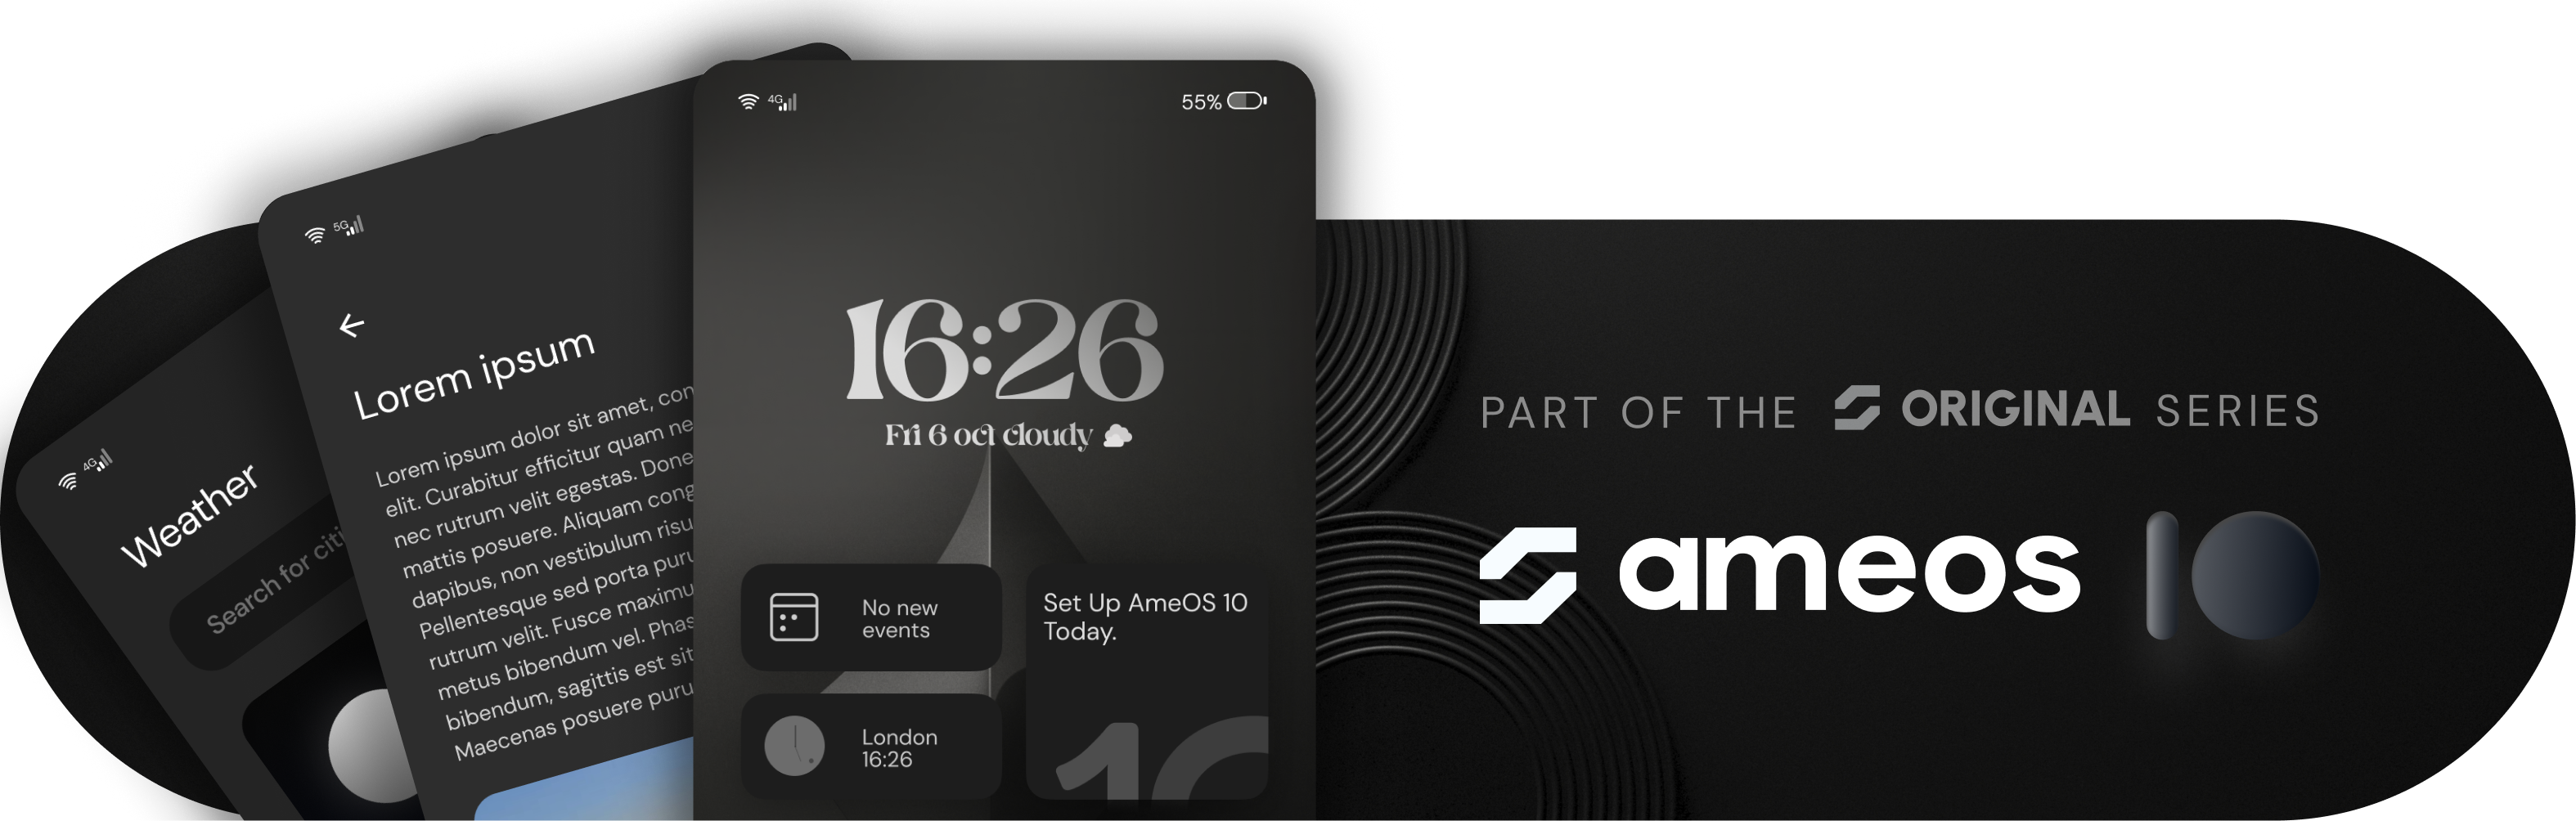 4G
Weather
Search for citi
5G
Lorem ipsum
Lorem ipsum dolor sit amet, con
elit. Curabitur efficitur quam ne
nec rutrum velit egestas. Done
mattis posuere. Aliquam cong
dapibus, non vestibulum risu
Pellentesque sed porta puru
rutrum velit. Fusce maximu
metus bibendum vel. Phas
bibendum, sagittis est sit
Maecenas posuere puru
4G
55%
16:26
Fri 6 oct cloudy
No new
events
London
16:26
Set Up AmeOS 10
Today.
10
PART OF THE ORIGINAL SERIES
ameos 10